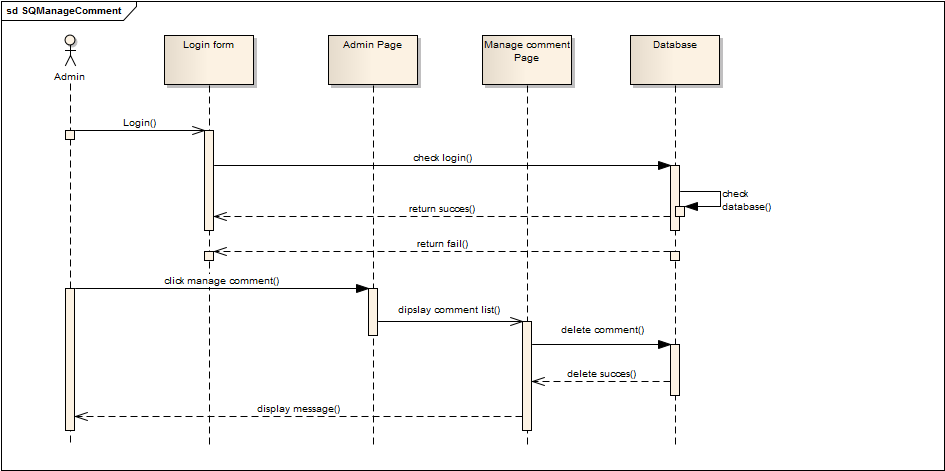 sd SQManageComment
Admin
Login form
Admin Page
Manage comment
Page
Database
Login()
check login()
check
database()
return succes()
return fail()
click manage comment()
dipslay comment list()
delete comment()
delete succes()
display message()